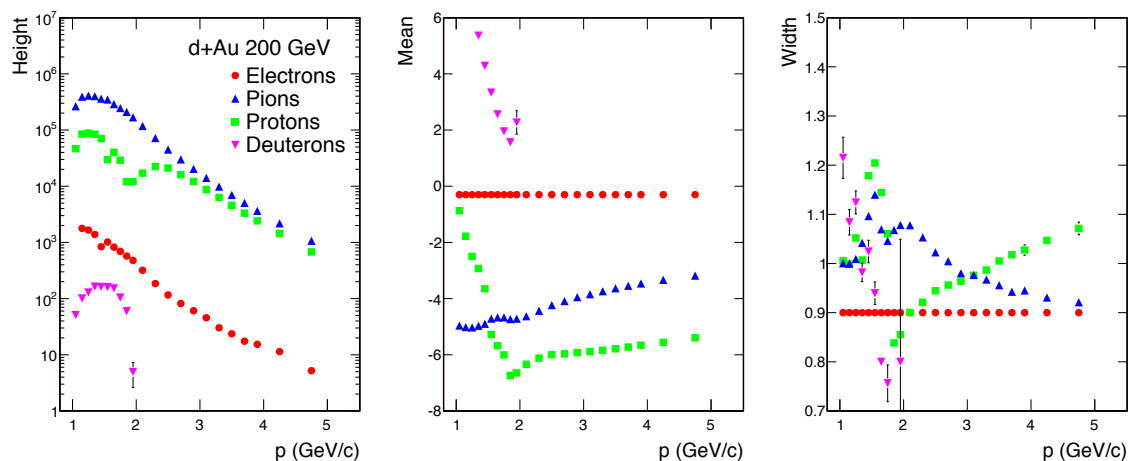 Height
10^7
10^6
10^5
10^4
10^3
10^2
10
1
d+Au 200 GeV
Electrons
Pions
Protons
Deuterons
1 2 3 4 5
p (GeV/c)
Mean
6
4
2
0
-2
-4
-6
-8
1 2 3 4 5
p (GeV/c)
Width
1.5
1.4
1.3
1.2
1.1
1.0
0.9
0.8
0.7
1 2 3 4 5
p (GeV/c)